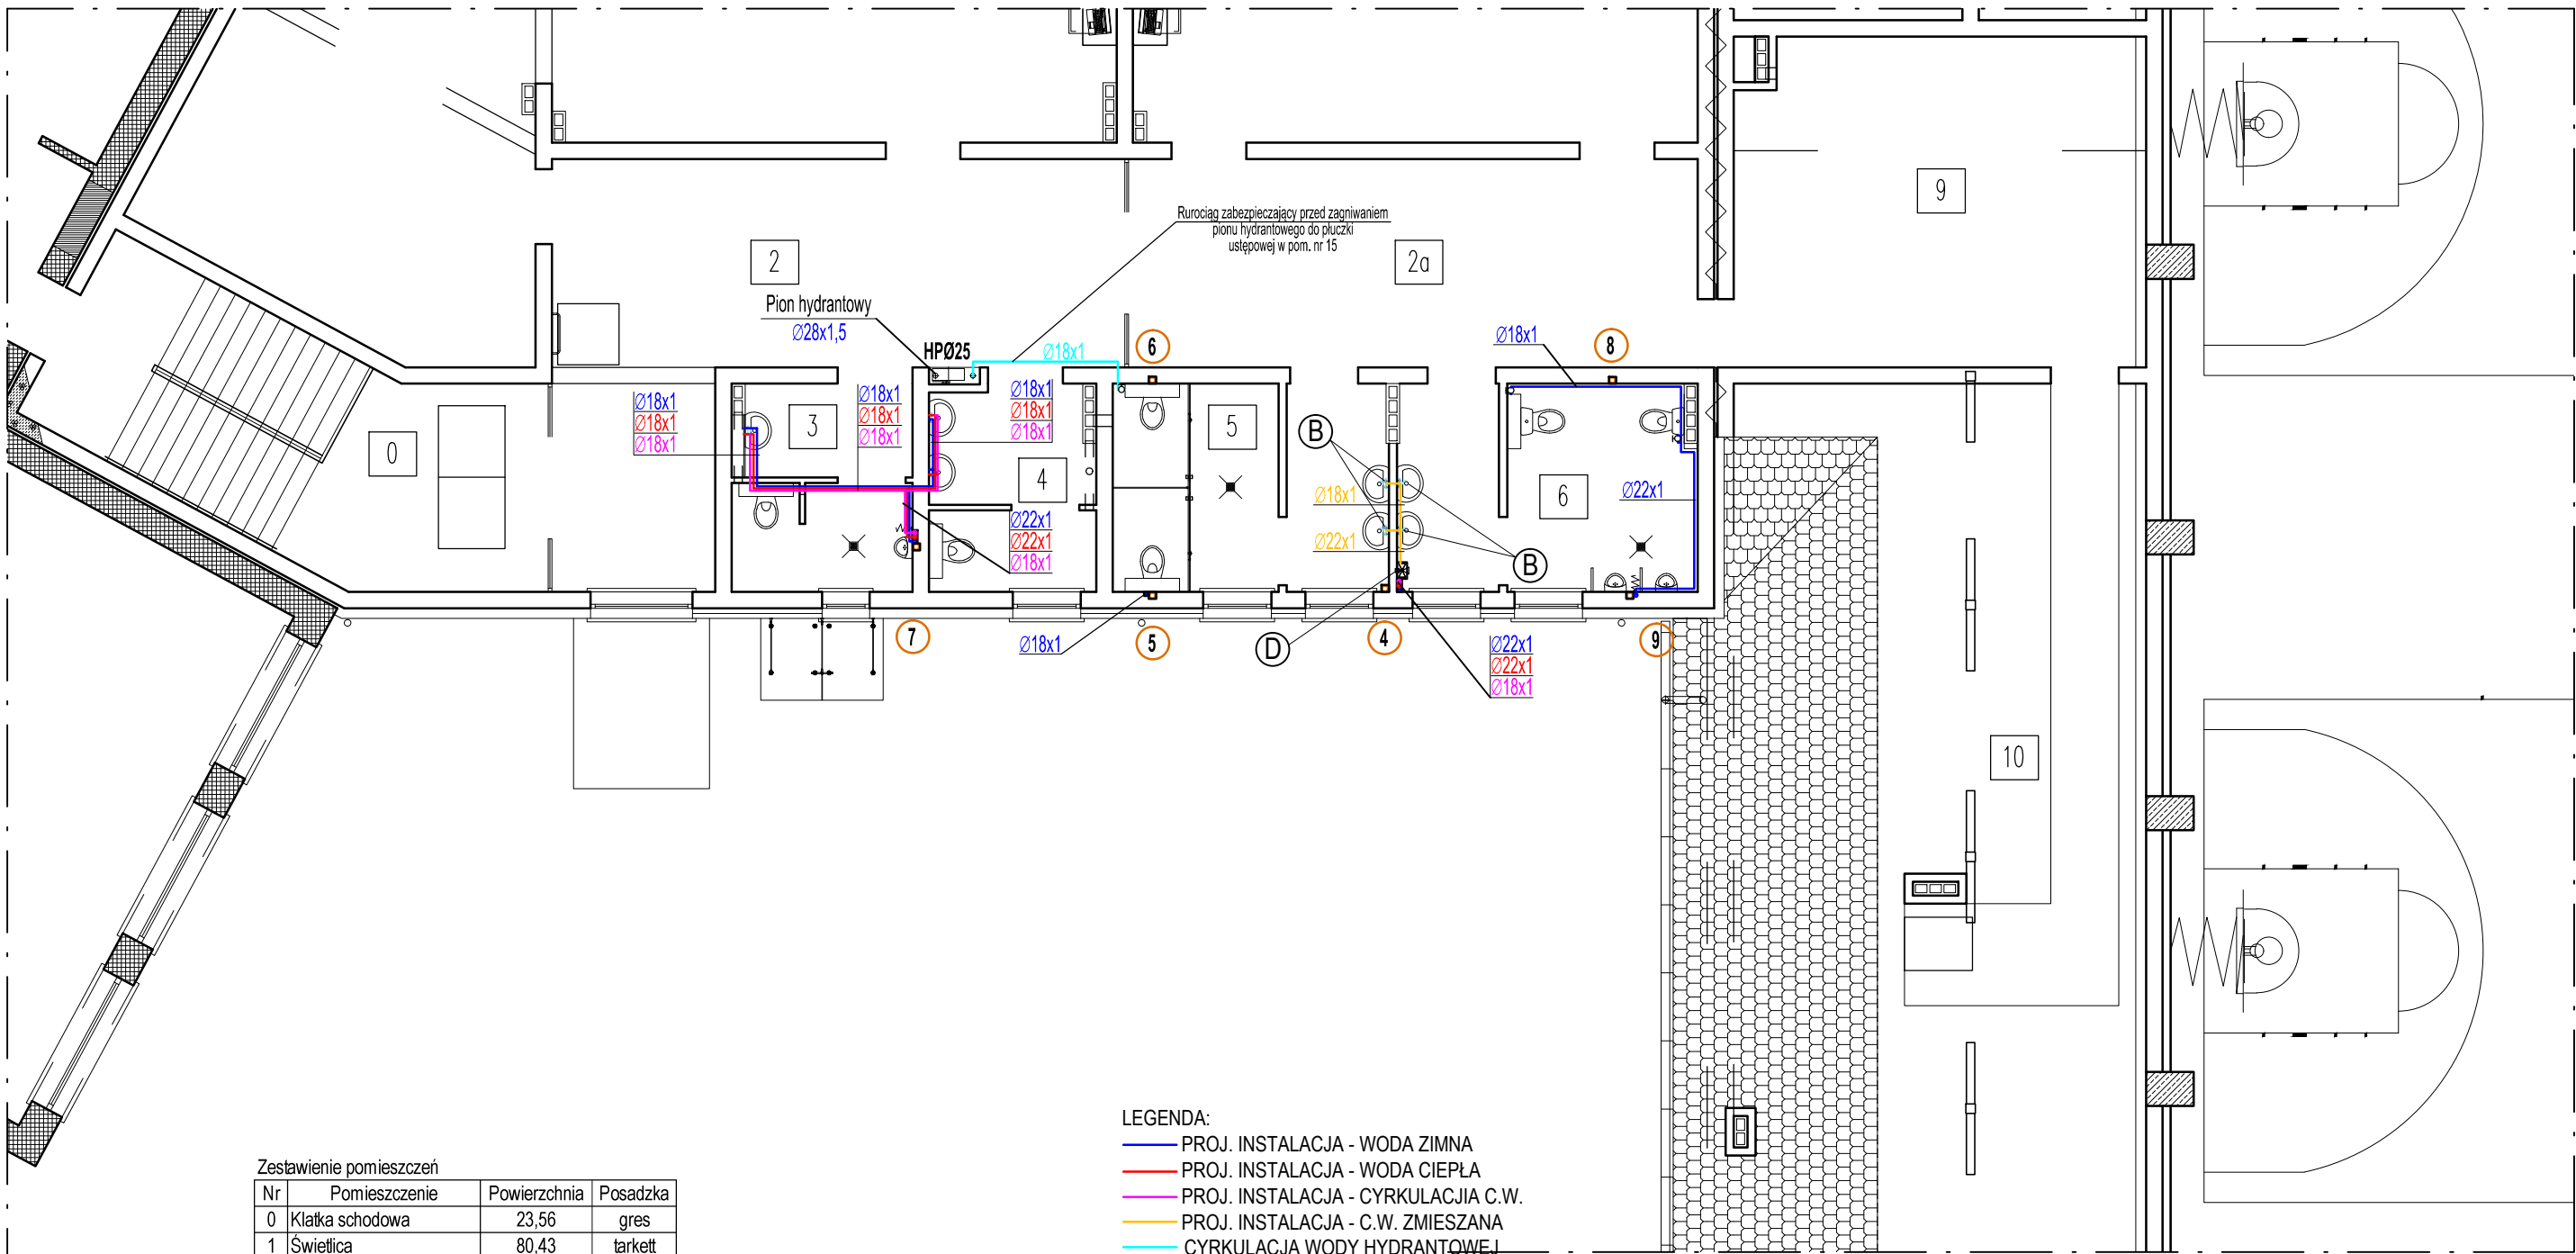 9
Rurociąg zabezpieczający przed zagniwaniem
pionu hydrantowego do płuczki
ustępowej w pom. nr 15
2
2a
Pion hydrantowy
Ø28x1,5
HPØ25
Ø18x1
6
Ø18x1
8
Ø18x1
Ø18x1
Ø18x1
Ø18x1
Ø18x1
Ø18x1
Ø18x1
Ø18x1
Ø18x1
0
3
4
5
B
6
Ø18x1
Ø22x1
Ø22x1
Ø22x1
Ø22x1
Ø18x1
B
7
Ø18x1
5
D
4
9
Ø22x1
Ø22x1
Ø18x1
10
LEGENDA:
PROJ. INSTALACJA - WODA ZIMNA
PROJ. INSTALACJA - WODA CIEPŁA
PROJ. INSTALACJA - CYRKULACJIA C.W.
PROJ. INSTALACJA - C.W. ZMIESZANA
CYRKULACJA WODY HYDRANTOWEJ
Zestawienie pomieszczeń
Nr Pomieszczenie Powierzchnia Posadzka
0 Klatka schodowa 23,56 gres
1 Świetlica 80,43 tarkett